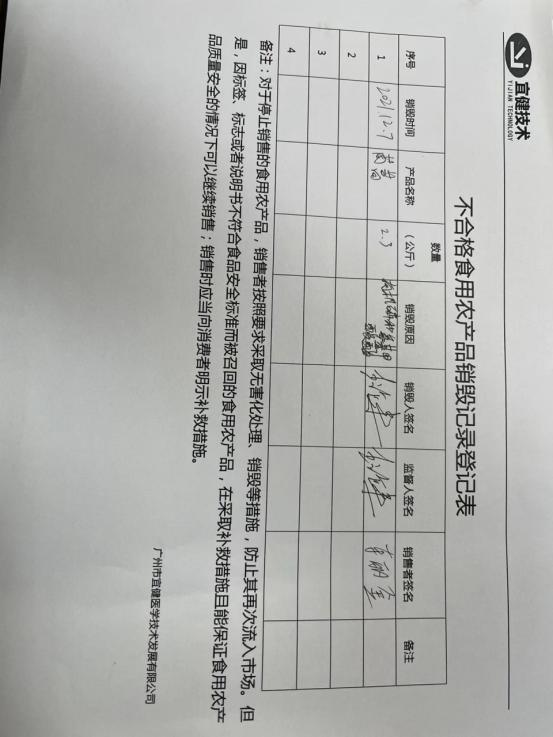 宜健技术
YIJIAN TECHNOLOGY
不合格食用农产品销毁记录登记表
序号 销毁时间 产品名称 数量（公斤） 销毁原因 销毁人签名 监督人签名 销售者签名 备注
1 2021.12.7 2.3
2
3
4
备注：对于停止销售的食用农产品，销售者按照要求采取无害化处理、销毁等措施，防止其再次流入市场。但
是，因标签、标志或者说明书不符合食品安全标准而被召回的食用农产品，在采取补救措施且能保证食用农产
品质量安全的情况下可以继续销售；销售时应当向消费者明示补救措施。
广州市宜健医学技术发展有限公司